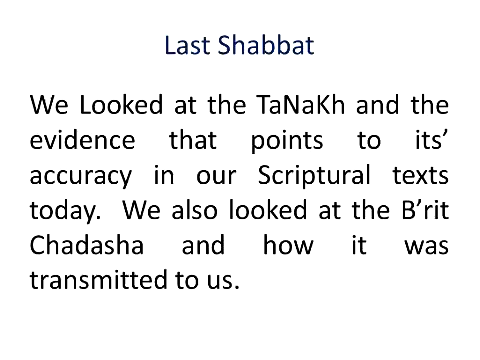 Last Shabbat
We Looked at the TaNaKh and the
evidence that points to its’
accuracy in our Scriptural texts
today.  We also looked at the B’rit
Chadasha and how it was
transmitted to us.